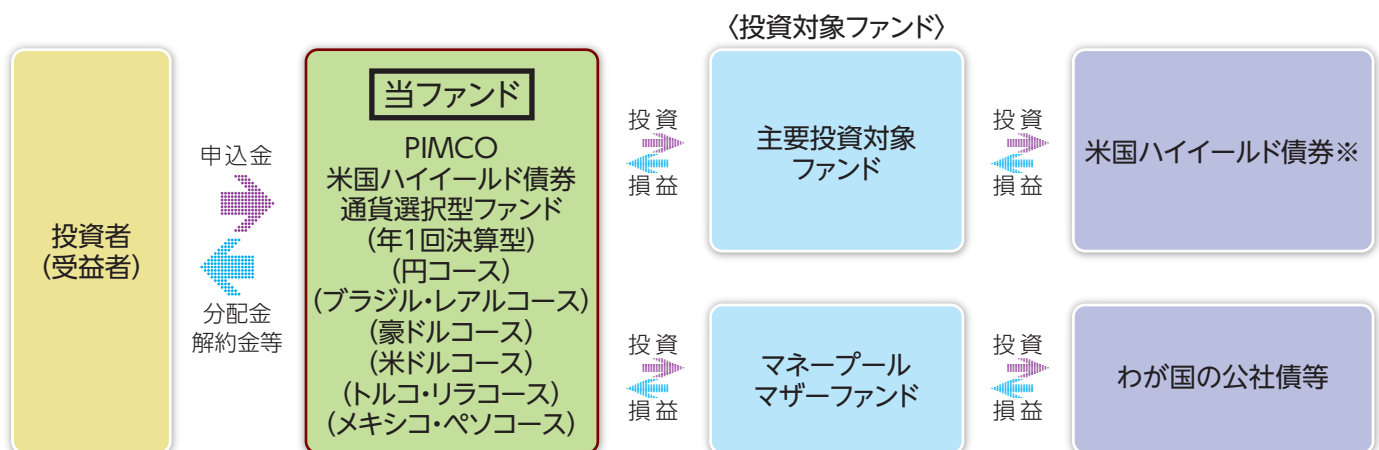 〈投資対象ファンド〉
投資者
(受益者)
申込金
分配金
解約金等
当ファンド
PIMCO
米国ハイイールド債券
通貨選択型ファンド
(年1回決算型)
(円コース)
(ブラジル・レアルコース)
(豪ドルコース)
(米ドルコース)
(トルコ・リラコース)
(メキシコ・ペソコース)
投資
損益
主要投資対象
ファンド
投資
損益
米国ハイイールド債券※
投資
損益
マネープール
マザーファンド
投資
損益
わが国の公社債等